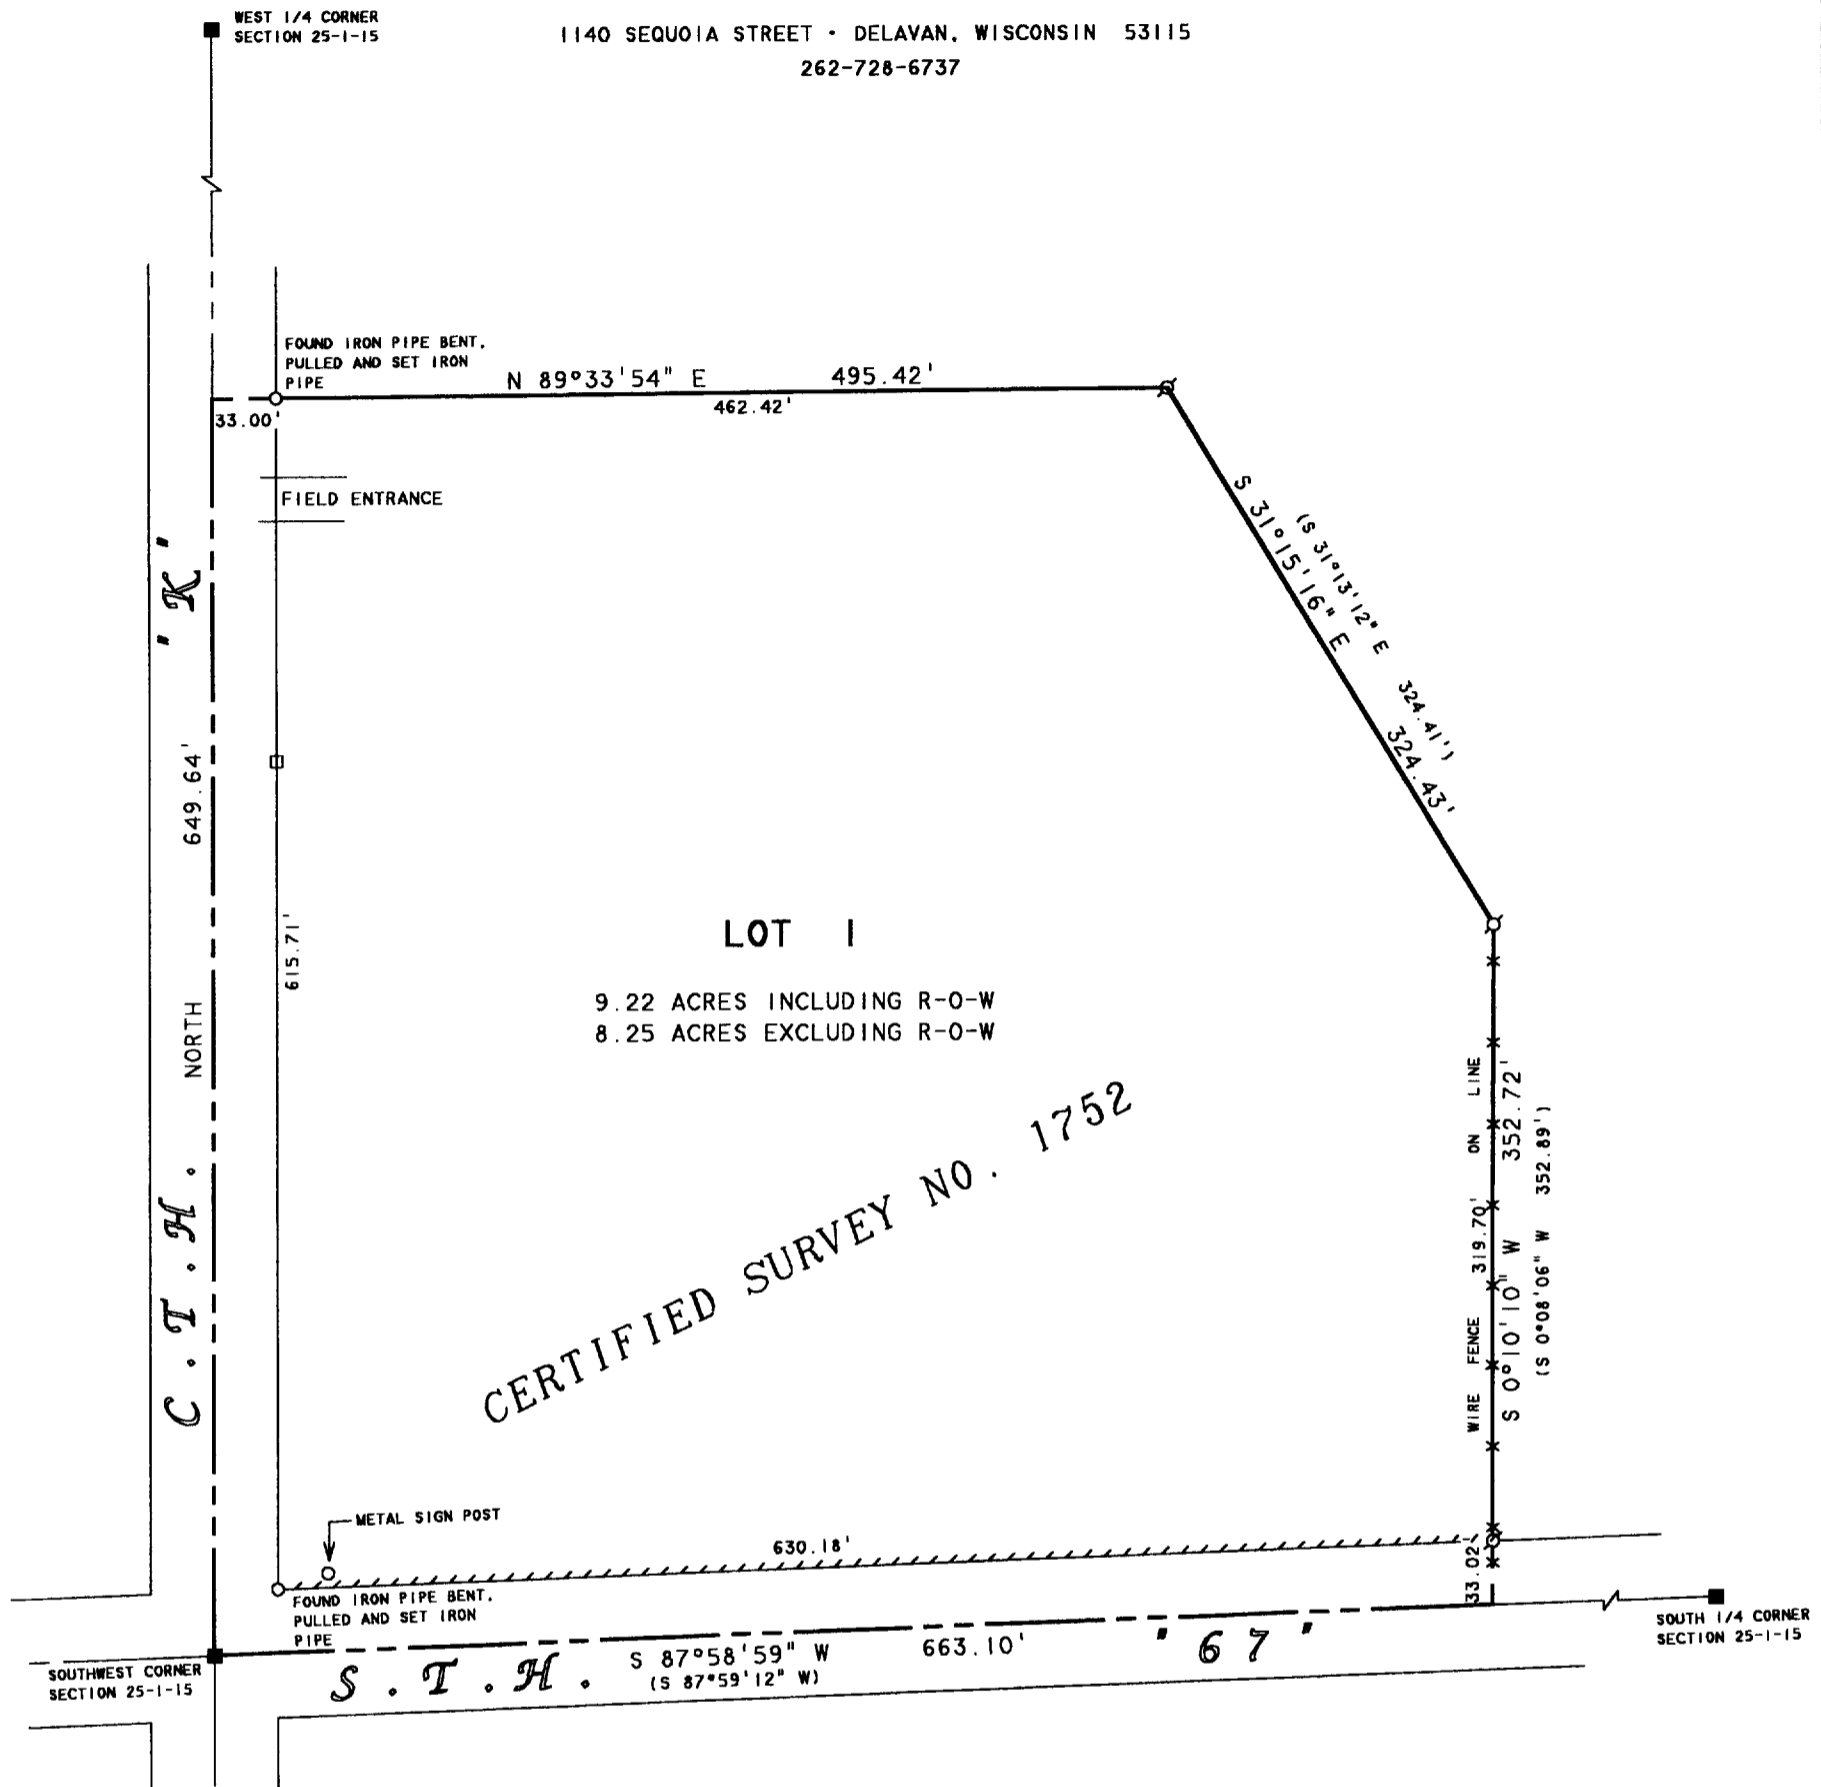 WEST 1/4 CORNER
SECTION 25-1-15
1140 SEQUOIA STREET · DELAVAN, WISCONSIN 53115
262-728-6737
FOUND IRON PIPE BENT,
PULLED AND SET IRON
PIPE
N 89°33'54" E 495.42'
462.42'
33.00'
FIELD ENTRANCE
S 31°15'16" E 324.43'
(S 31°13'12" E 324.41')
C.T.H. "K"
NORTH 649.64'
615.71'
LOT 1
9.22 ACRES INCLUDING R-O-W
8.25 ACRES EXCLUDING R-O-W
CERTIFIED SURVEY NO. 1752
WIRE FENCE 319.70' ON LINE
S 0°10'10" W 352.72'
(S 0°08'06" W 352.89')
METAL SIGN POST
630.18'
33.02'
FOUND IRON PIPE BENT,
PULLED AND SET IRON
PIPE
SOUTH 1/4 CORNER
SECTION 25-1-15
SOUTHWEST CORNER
SECTION 25-1-15
S.T.H. "67"
S 87°58'59" W 663.10'
(S 87°59'12" W)